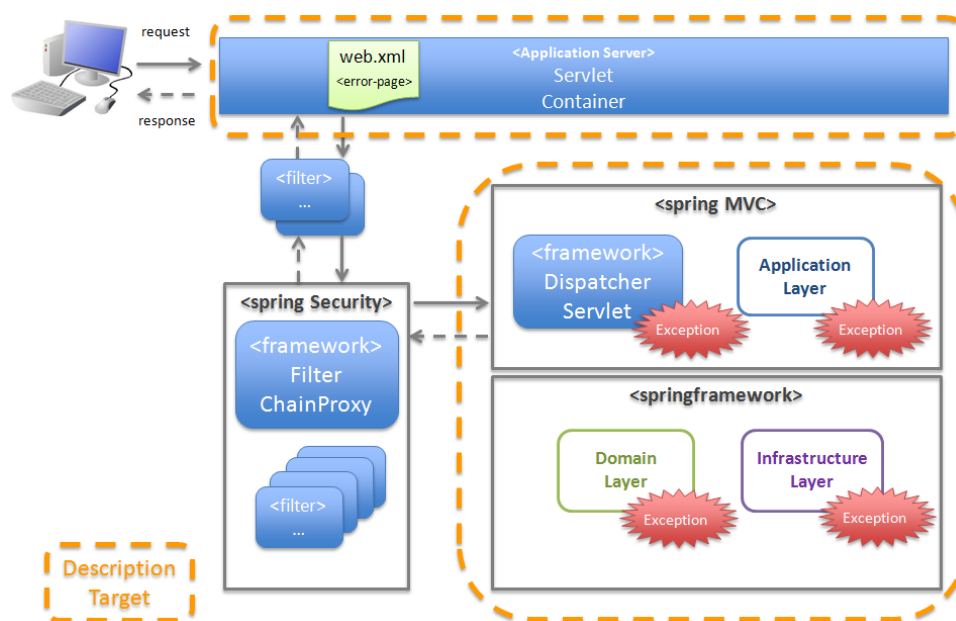 request
response
web.xml
<error-page>
<Application Server>
Servlet
Container
<filter>
...
<spring Security>
<framework>
Filter
ChainProxy
<filter>
...
<spring MVC>
<framework>
Dispatcher
Servlet
Exception
Application
Layer
Exception
<springframework>
Domain
Layer
Exception
Infrastructure
Layer
Exception
Description
Target